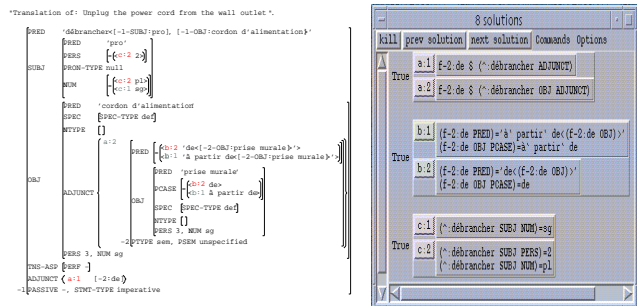 "Translation of: Unplug the power cord from the wall outlet".
PRED 'débrancher<[-1-SUBJ:pro], [-1-OBJ:cordon d'alimentation]>'
PRED 'pro'
PERS {<c:2 2>}
SUBJ PRON-TYPE null
NUM {<c:2 pl>
<c:1 sg>}
PRED 'cordon d'alimentation'
SPEC [SPEC-TYPE def]
NTYPE []
a:2
PRED {<b:2 'de<[-2-OBJ:prise murale]>'>
<b:1 'à partir de<[-2-OBJ:prise murale]>'>}
OBJ
ADJUNCT
PRED 'prise murale'
PCASE {<b:2 de>
<b:1 à partir de>}
OBJ
SPEC [SPEC-TYPE def]
NTYPE []
PERS 3, NUM sg
-2 PTYPE sem, PSEM unspecified
PERS 3, NUM sg
TNS-ASP [PERF -]
ADJUNCT { a:1 [-2:de]}
-1 PASSIVE -, STMT-TYPE imperative
8 solutions
kill prev solution next solution Commands Options
True
a:1 f-2:de $ (^:débrancher ADJUNCT)
a:2 f-2:de $ (^:débrancher OBJ ADJUNCT)
True
b:1 (f-2:de PRED)='à` partir` de<(f-2:de OBJ)>'
(f-2:de OBJ PCASE)=à` partir` de
b:2 (f-2:de PRED)='de<(f-2:de OBJ)>'
(f-2:de OBJ PCASE)=de
True
c:1 (^:débrancher SUBJ NUM)=sg
c:2 (^:débrancher SUBJ PERS)=2
(^:débrancher SUBJ NUM)=pl